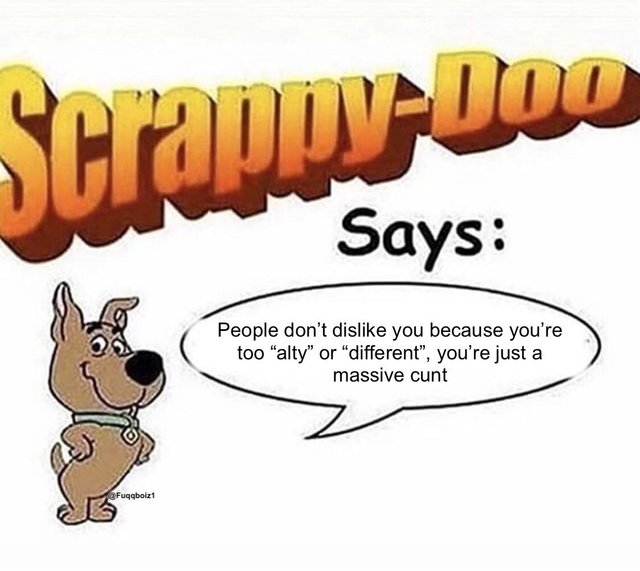 Scrappy-Doo
Says:
People don’t dislike you because you’re
too “alty” or “different”, you’re just a
massive cunt
@Fuqqboiz1